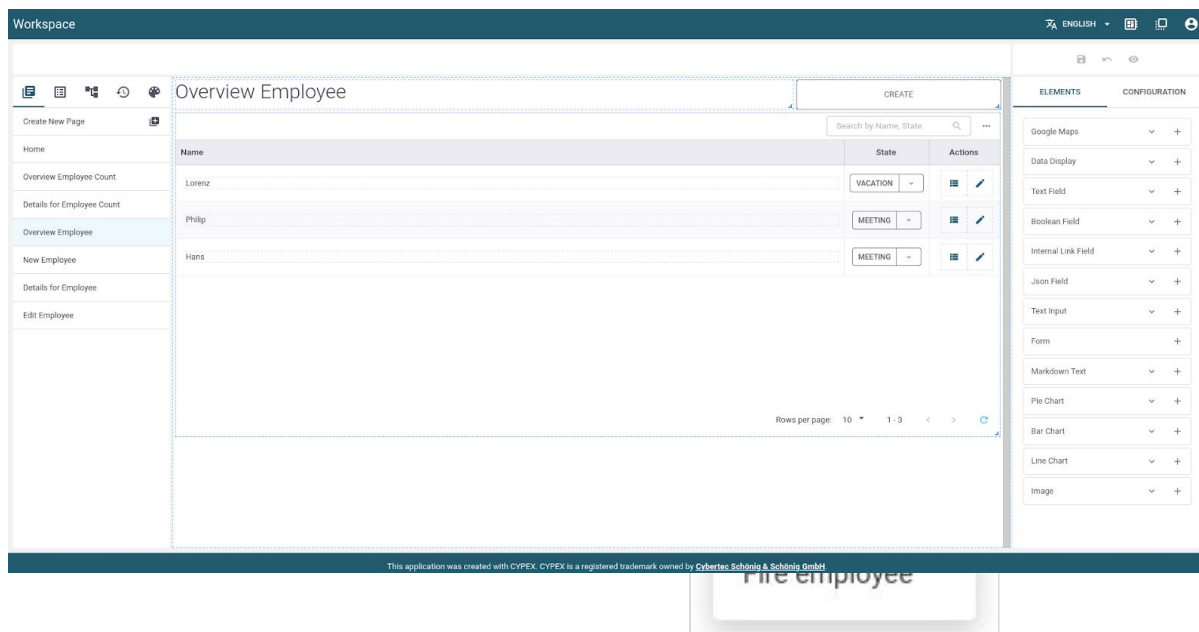 Workspace
ENGLISH
Overview Employee
CREATE
ELEMENTS
CONFIGURATION
Create New Page
Home
Overview Employee Count
Details for Employee Count
Overview Employee
New Employee
Details for Employee
Edit Employee
Search by Name, State
Name State Actions
Lorenz VACATION
Philip MEETING
Hans MEETING
Rows per page: 10 1 - 3
Google Maps
Data Display
Text Field
Boolean Field
Internal Link Field
Json Field
Text Input
Form
Markdown Text
Pie Chart
Bar Chart
Line Chart
Image
This application was created with CYPEX. CYPEX is a registered trademark owned by Cybertec Schönig & Schönig GmbH.
Fire employee